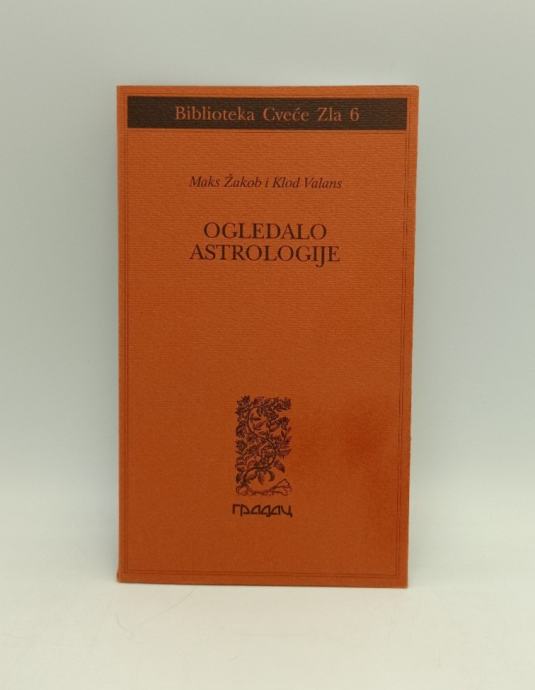 Biblioteka Cveće Zla 6
Maks Žakob i Klod Valans
OGLEDALO
ASTROLOGIJE
градац